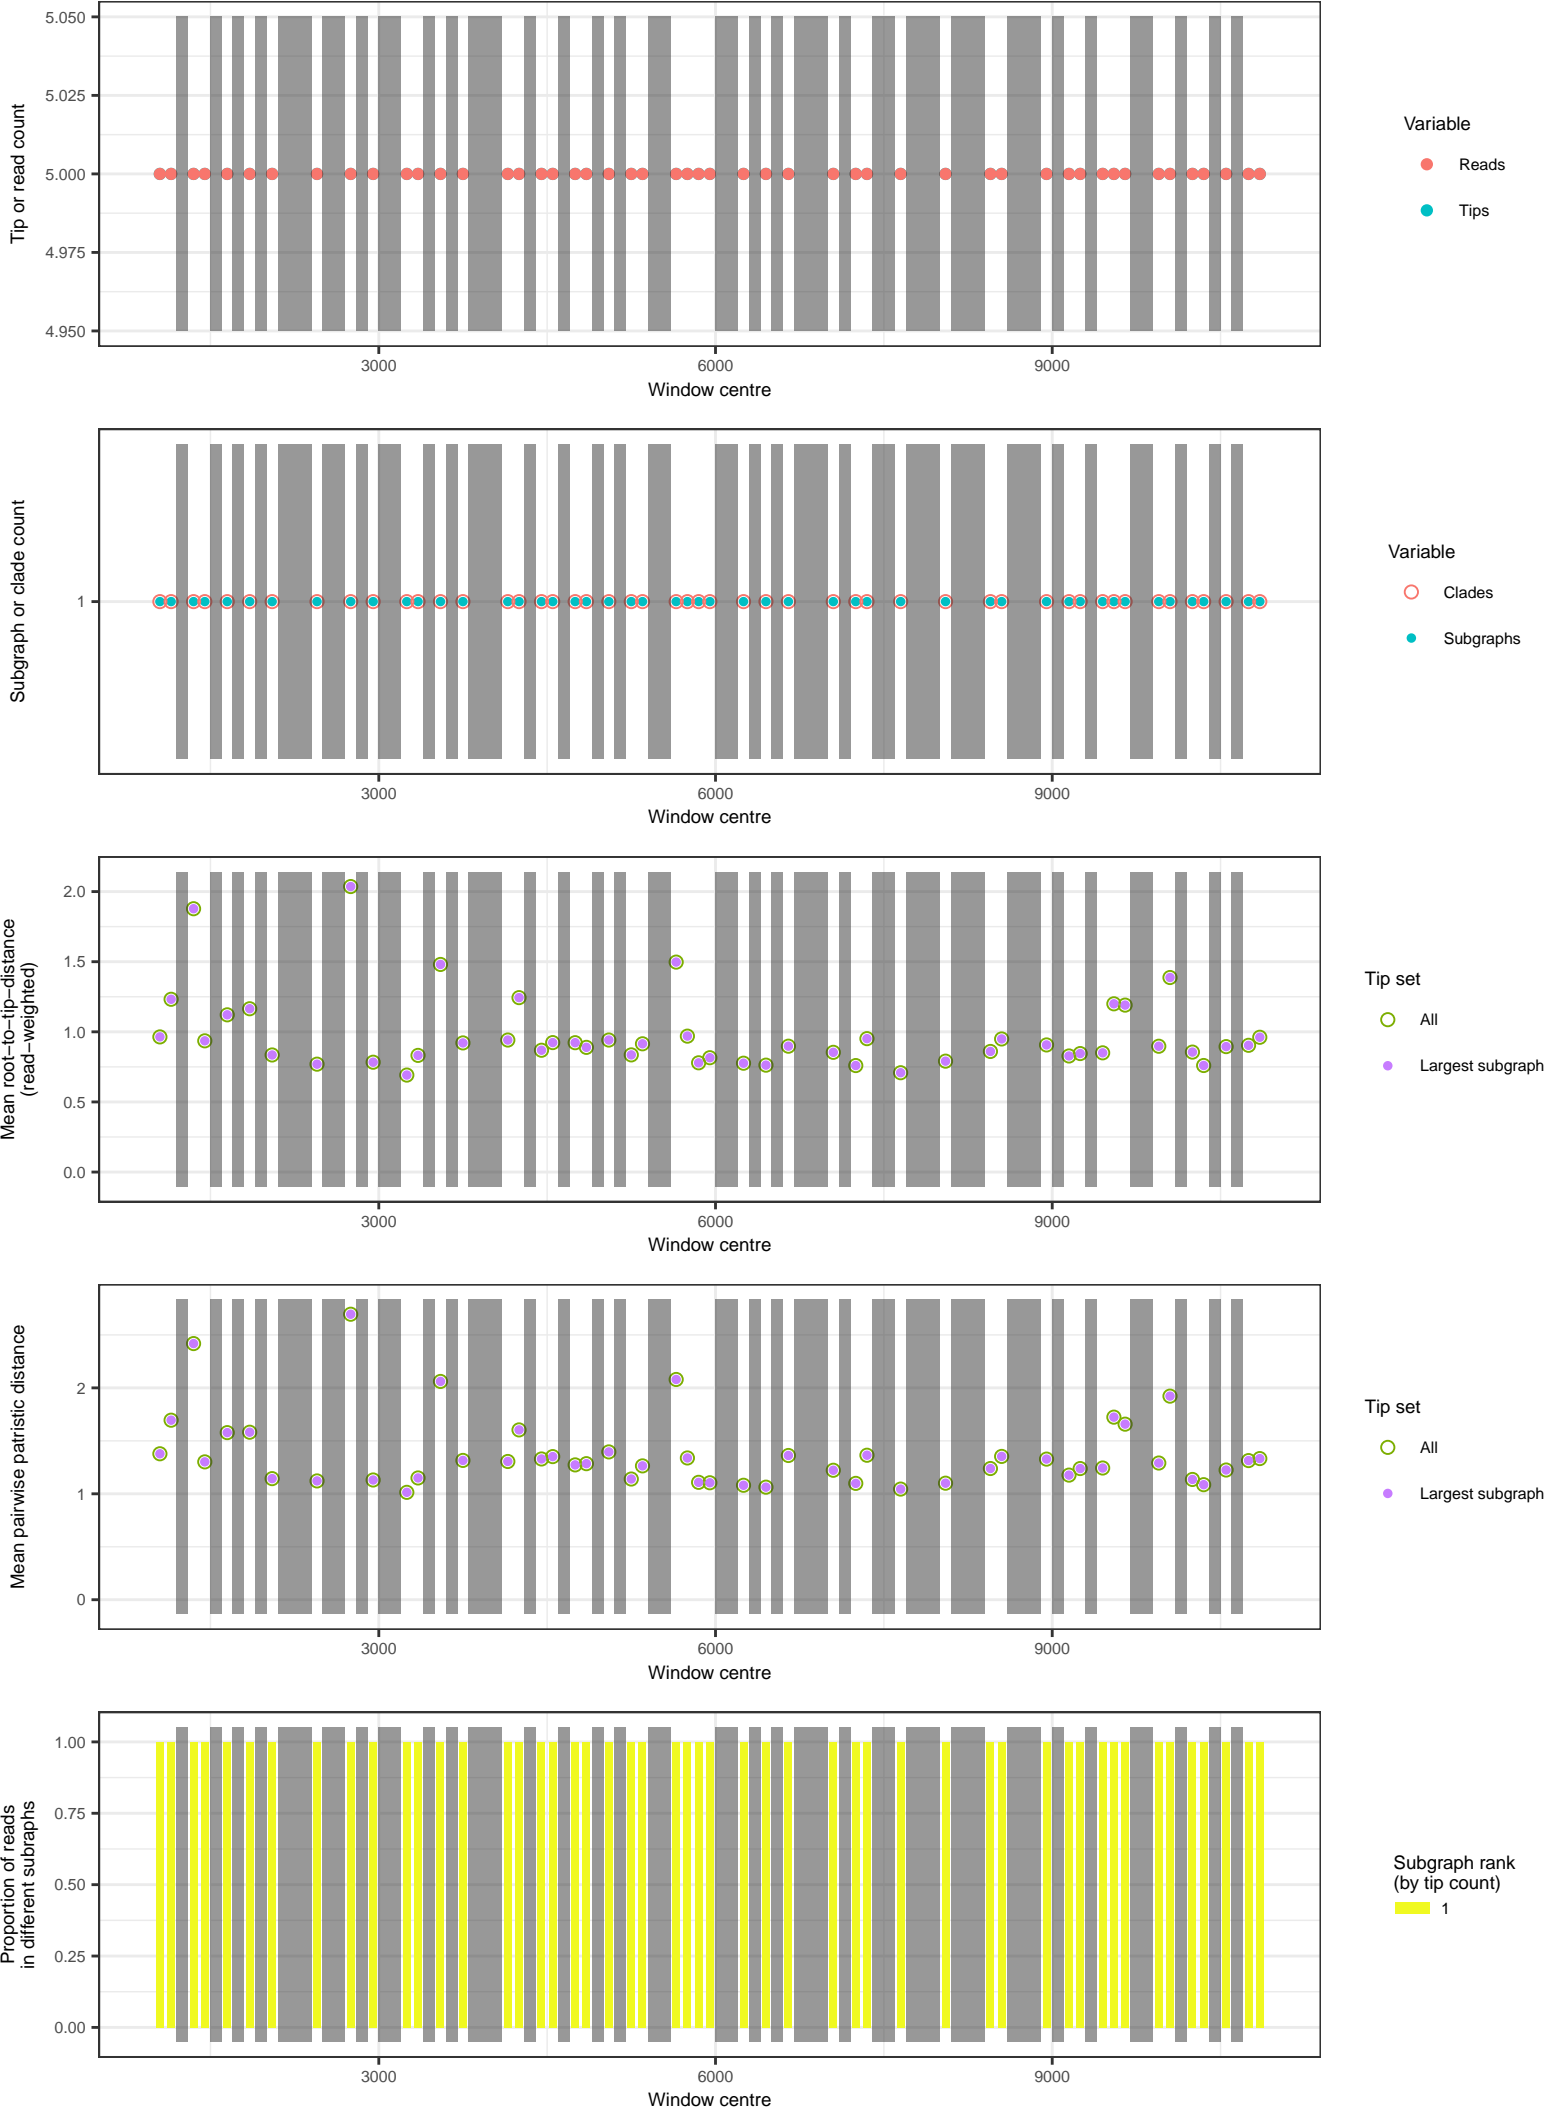 5.050
5.025
5.000
4.975
4.950
Tip or read count
3000 6000 9000
Window centre
Variable
Reads
Tips
1
Subgraph or clade count
3000 6000 9000
Window centre
Variable
Clades
Subgraphs
2.0
1.5
1.0
0.5
0.0
Mean root−to−tip−distance
(read−weighted)
3000 6000 9000
Window centre
Tip set
All
Largest subgraph
2
1
0
Mean pairwise patristic distance
3000 6000 9000
Window centre
Tip set
All
Largest subgraph
1.00
0.75
0.50
0.25
0.00
Proportion of reads
in different subraphs
3000 6000 9000
Window centre
Subgraph rank
(by tip count)
1